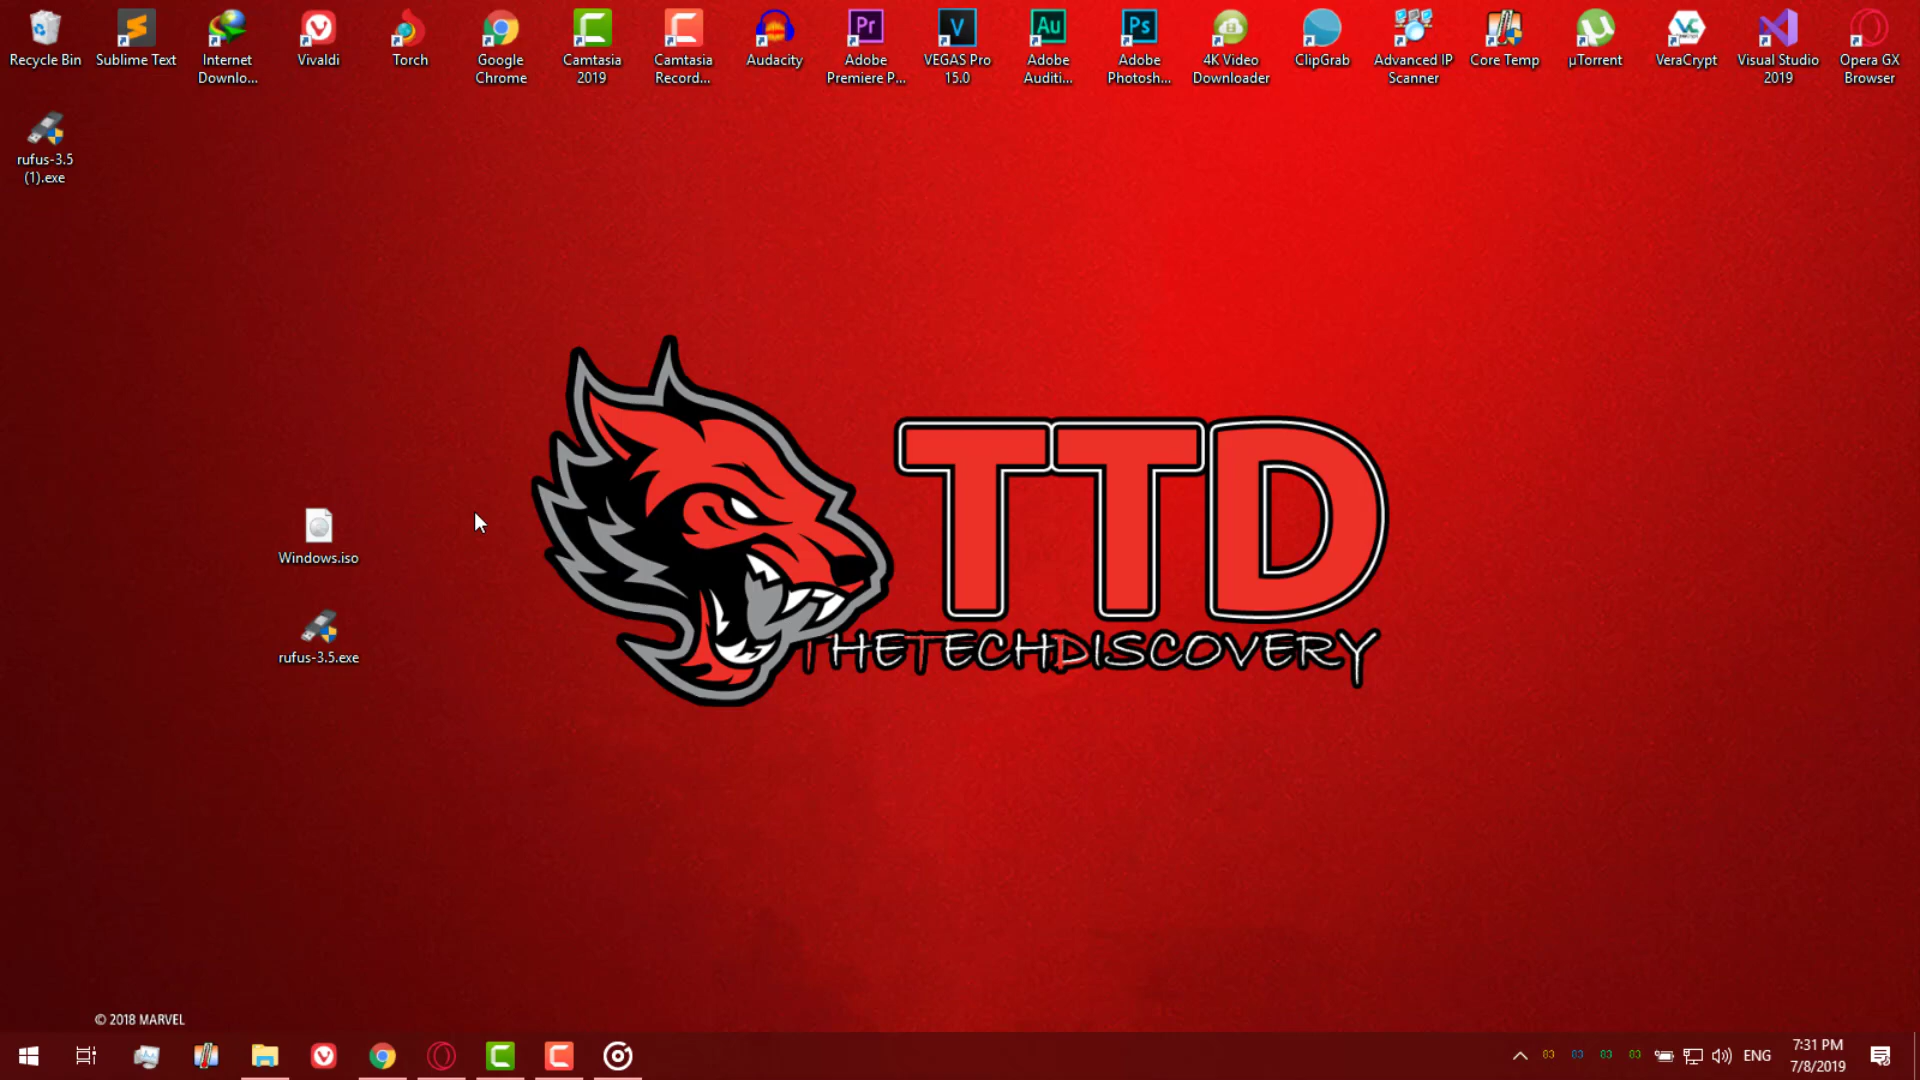 Recycle Bin
Sublime Text
Internet
Downlo...
Vivaldi
Torch
Google
Chrome
Camtasia
2019
Camtasia
Record...
Audacity
Adobe
Premiere P...
VEGAS Pro
15.0
Adobe
Auditi...
Adobe
Photosh...
4K Video
Downloader
ClipGrab
Advanced IP
Scanner
Core Temp
µTorrent
VeraCrypt
Visual Studio
2019
Opera GX
Browser
Pr
V
Au
Ps
rufus-3.5
(1).exe
Windows.iso
rufus-3.5.exe
TTD
THETECHDISCOVERY
© 2018 MARVEL
ENG
7:31 PM
7/8/2019